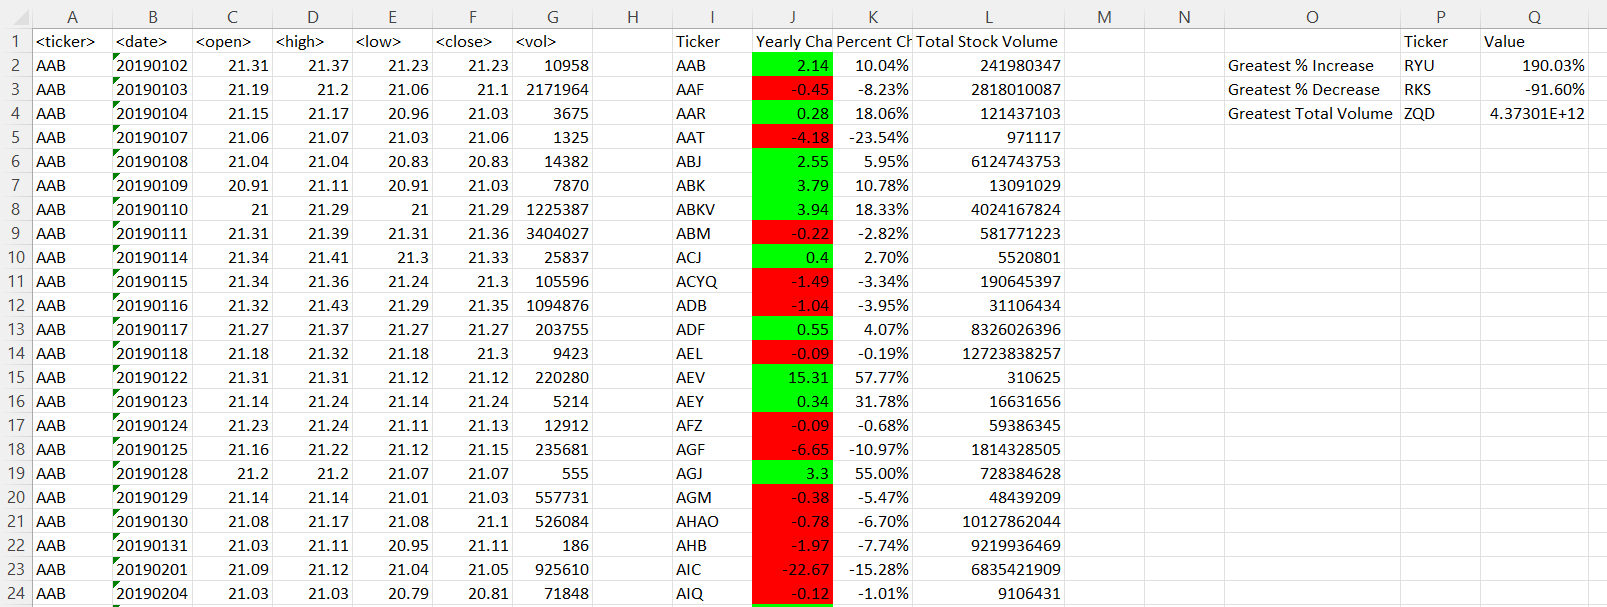 A B C D E F G H I J K L M N O P Q
1 <ticker> <date> <open> <high> <low> <close> <vol> Ticker Yearly Cha Percent Ch Total Stock Volume Ticker Value
2 AAB 20190102 21.31 21.37 21.23 21.23 10958 AAB 2.14 10.04% 241980347 Greatest % Increase RYU 190.03%
3 AAB 20190103 21.19 21.2 21.06 21.1 2171964 AAF -0.45 -8.23% 2818010087 Greatest % Decrease RKS -91.60%
4 AAB 20190104 21.15 21.17 20.96 21.03 3675 AAR 0.28 18.06% 121437103 Greatest Total Volume ZQD 4.37301E+12
5 AAB 20190107 21.06 21.07 21.03 21.06 1325 AAT -4.18 -23.54% 971117
6 AAB 20190108 21.04 21.04 20.83 20.83 14382 ABJ 2.55 5.95% 6124743753
7 AAB 20190109 20.91 21.11 20.91 21.03 7870 ABK 3.79 10.78% 13091029
8 AAB 20190110 21 21.29 21 21.29 1225387 ABKV 3.94 18.33% 4024167824
9 AAB 20190111 21.31 21.39 21.31 21.36 3404027 ABM -0.22 -2.82% 581771223
10 AAB 20190114 21.34 21.41 21.3 21.33 25837 ACJ 0.4 2.70% 5520801
11 AAB 20190115 21.34 21.36 21.24 21.3 105596 ACYQ -1.49 -3.34% 190645397
12 AAB 20190116 21.32 21.43 21.29 21.35 1094876 ADB -1.04 -3.95% 31106434
13 AAB 20190117 21.27 21.37 21.27 21.27 203755 ADF 0.55 4.07% 8326026396
14 AAB 20190118 21.18 21.32 21.18 21.3 9423 AEL -0.09 -0.19% 12723838257
15 AAB 20190122 21.31 21.31 21.12 21.12 220280 AEV 15.31 57.77% 310625
16 AAB 20190123 21.14 21.24 21.14 21.24 5214 AEY 0.34 31.78% 16631656
17 AAB 20190124 21.23 21.24 21.11 21.13 12912 AFZ -0.09 -0.68% 59386345
18 AAB 20190125 21.16 21.22 21.12 21.15 235681 AGF -6.65 -10.97% 1814328505
19 AAB 20190128 21.2 21.2 21.07 21.07 555 AGJ 3.3 55.00% 728384628
20 AAB 20190129 21.14 21.14 21.01 21.03 557731 AGM -0.38 -5.47% 48439209
21 AAB 20190130 21.08 21.17 21.08 21.1 526084 AHAO -0.78 -6.70% 10127862044
22 AAB 20190131 21.03 21.11 20.95 21.11 186 AHB -1.97 -7.74% 9219936469
23 AAB 20190201 21.09 21.12 21.04 21.05 925610 AIC -22.67 -15.28% 6835421909
24 AAB 20190204 21.03 21.03 20.79 20.81 71848 AIQ -0.12 -1.01% 9106431